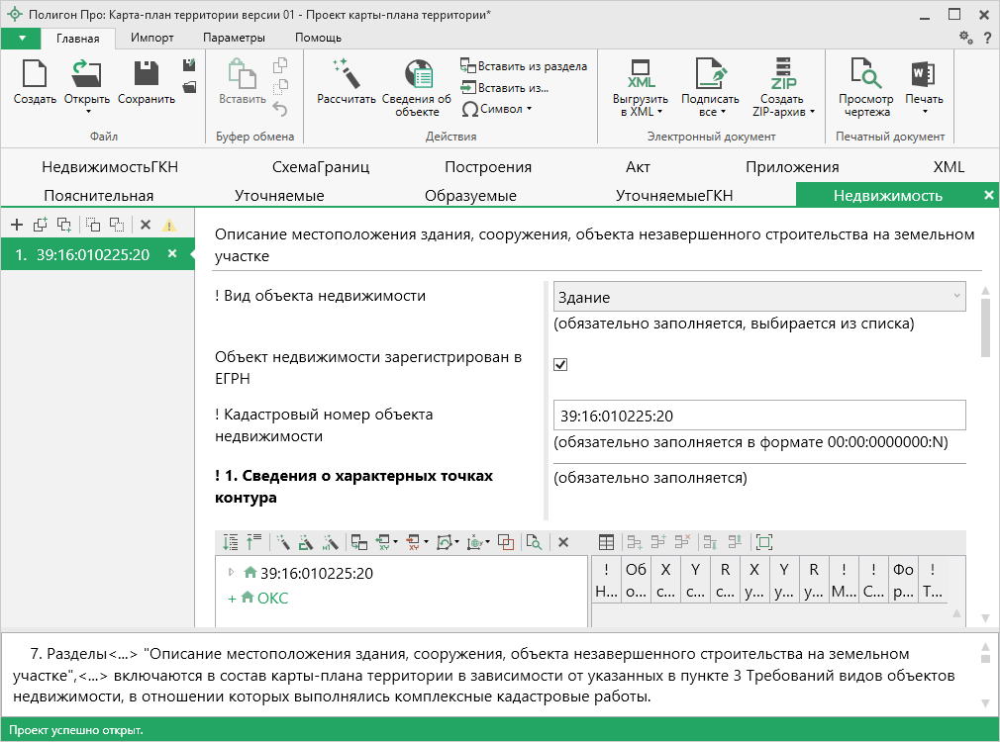 Полигон Про: Карта-план территории версии 01 - Проект карты-плана территории*
Главная Импорт Параметры Помощь
Создать Открыть Сохранить
Файл
Вставить
Буфер обмена
Рассчитать Сведения об объекте
Вставить из раздела
Вставить из...
Символ
Действия
XML
Выгрузить в XML
Подписать все
ZIP
Создать ZIP-архив
Электронный документ
Просмотр чертежа
Печать
Печатный документ
НедвижимостьГКН СхемаГраниц Построения Акт Приложения XML
Пояснительная Уточняемые Образуемые УточняемыеГКН Недвижимость
1. 39:16:010225:20
Описание местоположения здания, сооружения, объекта незавершенного строительства на земельном
участке
! Вид объекта недвижимости
Здание
(обязательно заполняется, выбирается из списка)
Объект недвижимости зарегистрирован в
ЕГРН
! Кадастровый номер объекта
недвижимости
39:16:010225:20
(обязательно заполняется в формате 00:00:0000000:N)
! 1. Сведения о характерных точках
контура
(обязательно заполняется)
39:16:010225:20
+ ОКС
! Об X Y R X Y R ! ! Фо !
Н... о... с... с... с... у... у... у... М... С... р... Т...
7. Разделы<...> "Описание местоположения здания, сооружения, объекта незавершенного строительства на земельном
участке",<...> включаются в состав карты-плана территории в зависимости от указанных в пункте 3 Требований видов объектов
недвижимости, в отношении которых выполнялись комплексные кадастровые работы.
Проект успешно открыт.